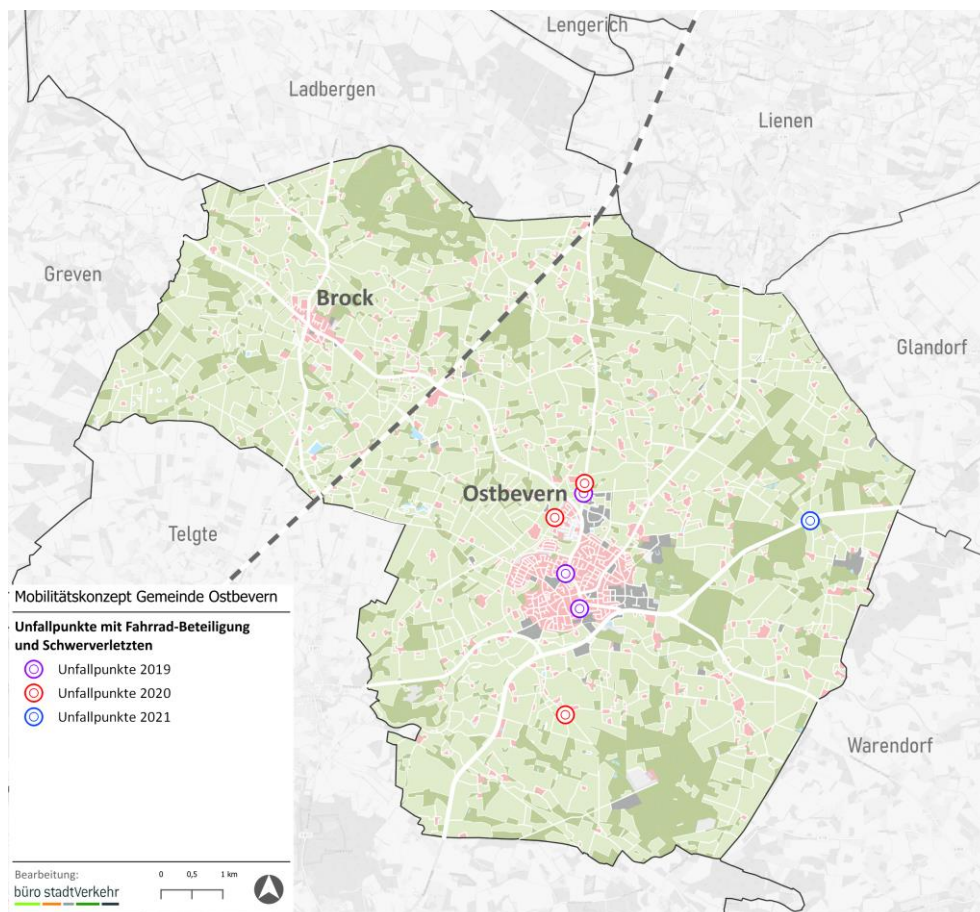 Lengerich
Ladbergen
Lienen
Greven
Brock
Glandorf
Ostbevern
Telgte
Warendorf
Mobilitätskonzept Gemeinde Ostbevern
Unfallpunkte mit Fahrrad-Beteiligung
und Schwerverletzten
Unfallpunkte 2019
Unfallpunkte 2020
Unfallpunkte 2021
Bearbeitung:
büro stadtVerkehr
0 0,5 1 km